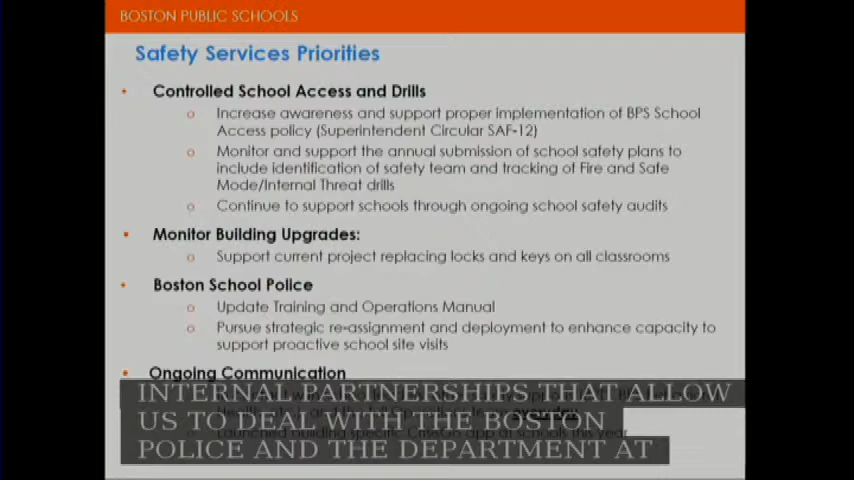 BOSTON PUBLIC SCHOOLS
Safety Services Priorities
• Controlled School Access and Drills
o Increase awareness and support proper implementation of BPS School
Access policy (Superintendent Circular SAF-12)
o Monitor and support the annual submission of school safety plans to
include identification of safety team and tracking of Fire and Safe
Mode/Internal Threat drills
o Continue to support schools through ongoing school safety audits
• Monitor Building Upgrades:
o Support current project replacing locks and keys on all classrooms
• Boston School Police
o Update Training and Operations Manual
o Pursue strategic re-assignment and deployment to enhance capacity to
support proactive school site visits
• Ongoing Communication
INTERNAL PARTNERSHIPS THAT ALLOW
US TO DEAL WITH THE BOSTON
POLICE AND THE DEPARTMENT AT